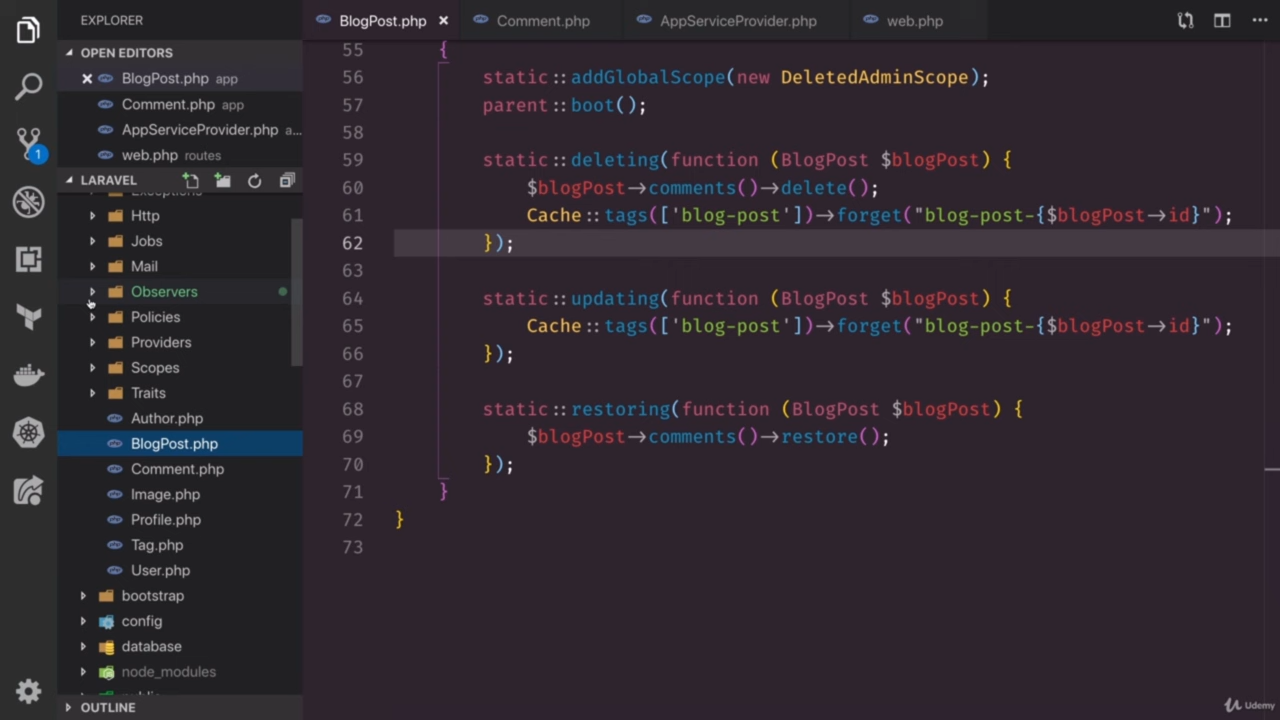 EXPLORER
OPEN EDITORS
BlogPost.php app
Comment.php app
AppServiceProvider.php a...
web.php routes
1
LARAVEL
Exceptions
Http
Jobs
Mail
Observers
Policies
Providers
Scopes
Traits
Author.php
BlogPost.php
Comment.php
Image.php
Profile.php
Tag.php
User.php
bootstrap
config
database
node_modules
public
OUTLINE
BlogPost.php
Comment.php
AppServiceProvider.php
web.php
55 {
56 static::addGlobalScope(new DeletedAdminScope);
57 parent::boot();
58
59 static::deleting(function (BlogPost $blogPost) {
60 $blogPost→comments()→delete();
61 Cache::tags(['blog-post'])→forget("blog-post-{$blogPost→id}");
62 });
63
64 static::updating(function (BlogPost $blogPost) {
65 Cache::tags(['blog-post'])→forget("blog-post-{$blogPost→id}");
66 });
67
68 static::restoring(function (BlogPost $blogPost) {
69 $blogPost→comments()→restore();
70 });
71 }
72 }
73
Udemy